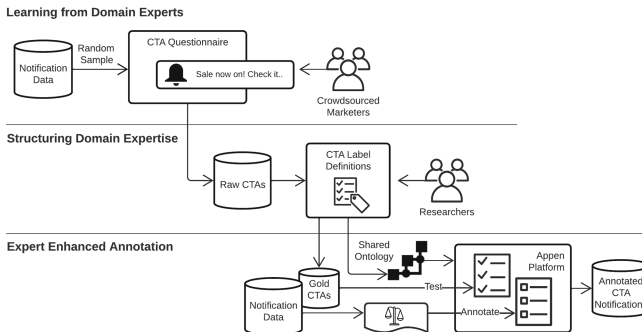 Learning from Domain Experts
CTA Questionnaire
Random
Sample
Notification
Data
Sale now on! Check it..
Crowdsourced
Marketers
Structuring Domain Expertise
CTA Label
Definitions
Raw CTAs
Researchers
Expert Enhanced Annotation
Shared
Ontology
Appen
Platform
Gold
CTAs
Test
Annotated
CTA
Notification
Notification
Data
Annotate